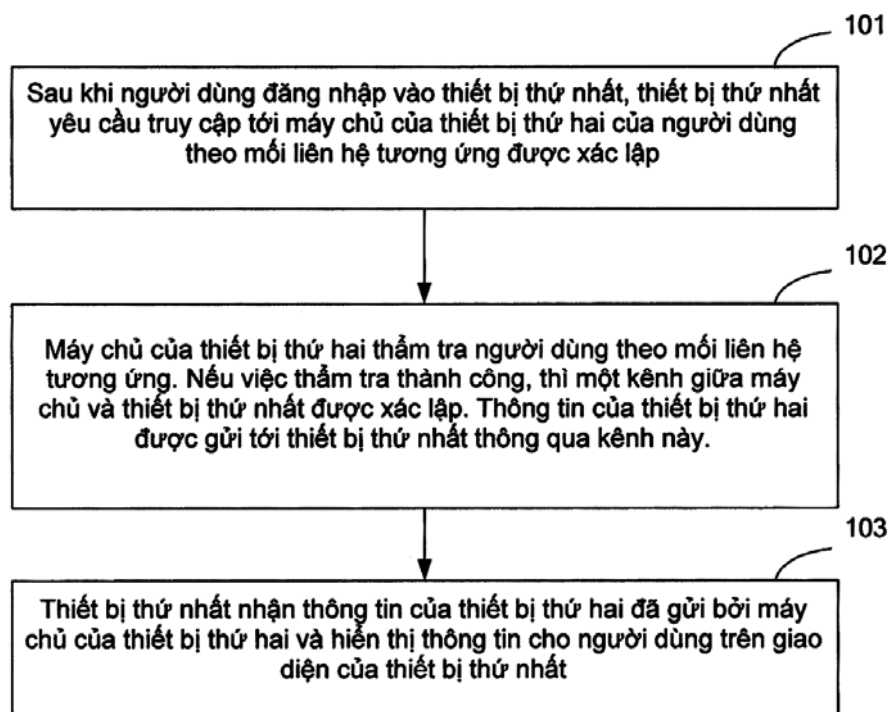 101
Sau khi người dùng đăng nhập vào thiết bị thứ nhất, thiết bị thứ nhất
yêu cầu truy cập tới máy chủ của thiết bị thứ hai của người dùng
theo mối liên hệ tương ứng được xác lập
102
Máy chủ của thiết bị thứ hai thẩm tra người dùng theo mối liên hệ
tương ứng. Nếu việc thẩm tra thành công, thì một kênh giữa máy
chủ và thiết bị thứ nhất được xác lập. Thông tin của thiết bị thứ hai
được gửi tới thiết bị thứ nhất thông qua kênh này.
103
Thiết bị thứ nhất nhận thông tin của thiết bị thứ hai đã gửi bởi máy
chủ của thiết bị thứ hai và hiển thị thông tin cho người dùng trên giao
diện của thiết bị thứ nhất